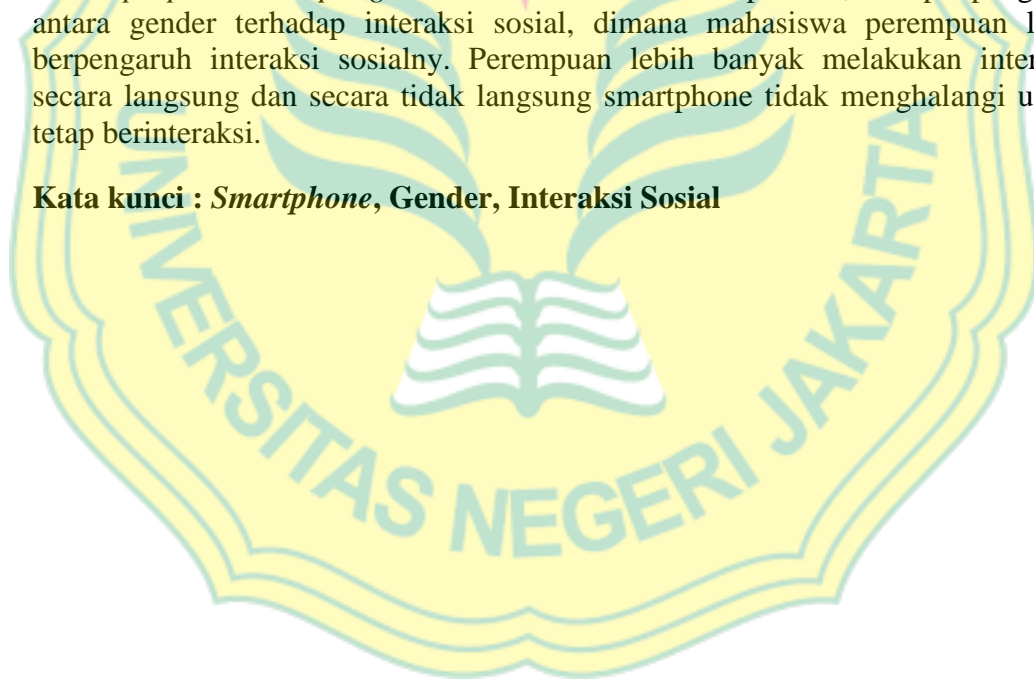 antara gender terhadap interaksi sosial, dimana mahasiswa perempuan
berpengaruh interaksi sosialny. Perempuan lebih banyak melakukan
secara langsung dan secara tidak langsung smartphone tidak menghalangi
tetap berinteraksi.
Kata kunci : Smartphone, Gender, Interaksi Sosial
UNIVERSITAS NEGERI JAKARTA